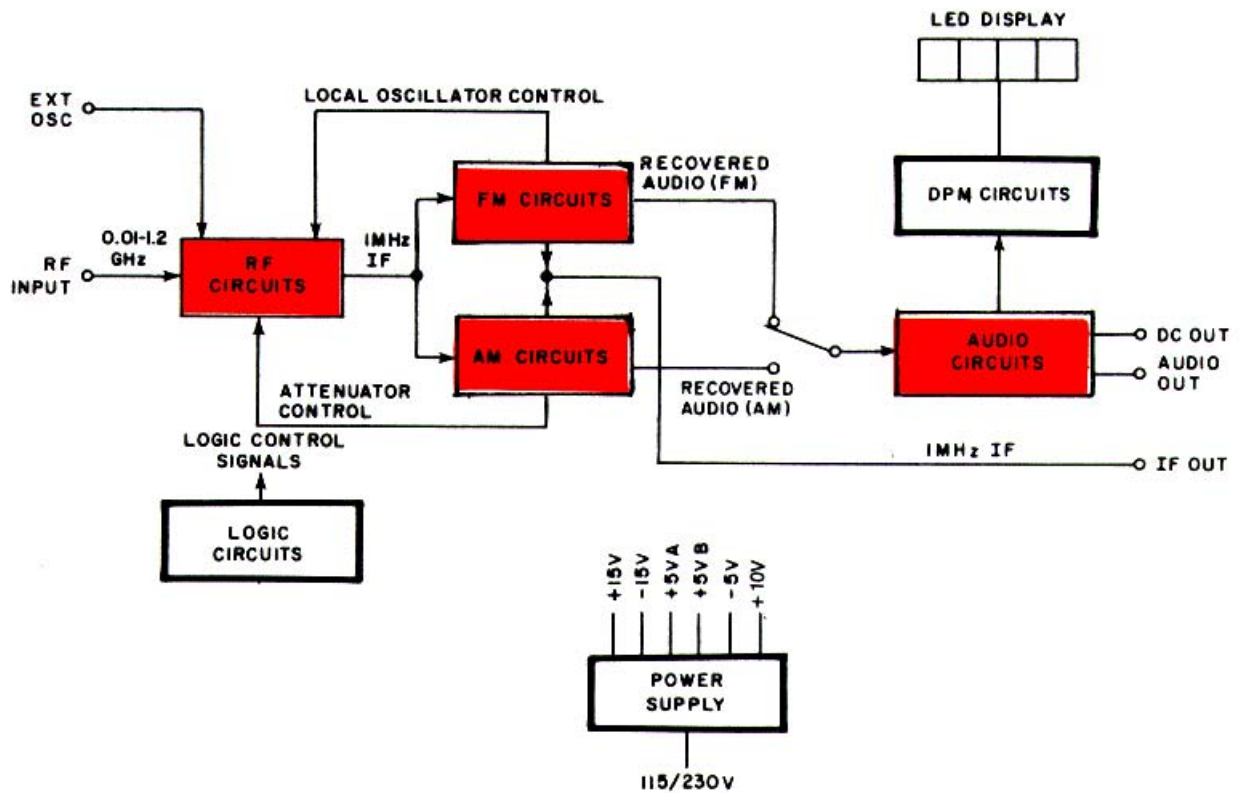 LED DISPLAY
EXT
OSC
LOCAL OSCILLATOR CONTROL
RECOVERED
AUDIO (FM)
FM CIRCUITS
DPM CIRCUITS
0.01-1.2
GHz
1MHz
IF
RF
INPUT
RF
CIRCUITS
AM CIRCUITS
AUDIO
CIRCUITS
DC OUT
AUDIO
OUT
ATTENUATOR
CONTROL
RECOVERED
AUDIO (AM)
LOGIC CONTROL
SIGNALS
1MHz IF
IF OUT
LOGIC
CIRCUITS
+15V
-15V
+5VA
+5VB
-5V
+10V
POWER
SUPPLY
115/230V